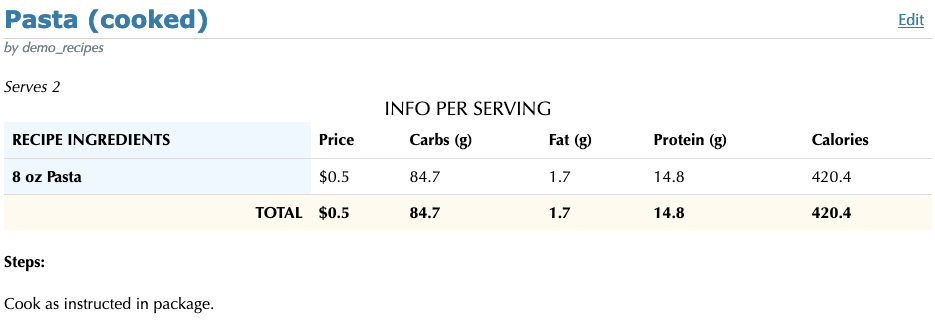 Pasta (cooked) Edit
by demo_recipes
Serves 2
INFO PER SERVING
RECIPE INGREDIENTS Price Carbs (g) Fat (g) Protein (g) Calories
8 oz Pasta $0.5 84.7 1.7 14.8 420.4
TOTAL $0.5 84.7 1.7 14.8 420.4
Steps:
Cook as instructed in package.